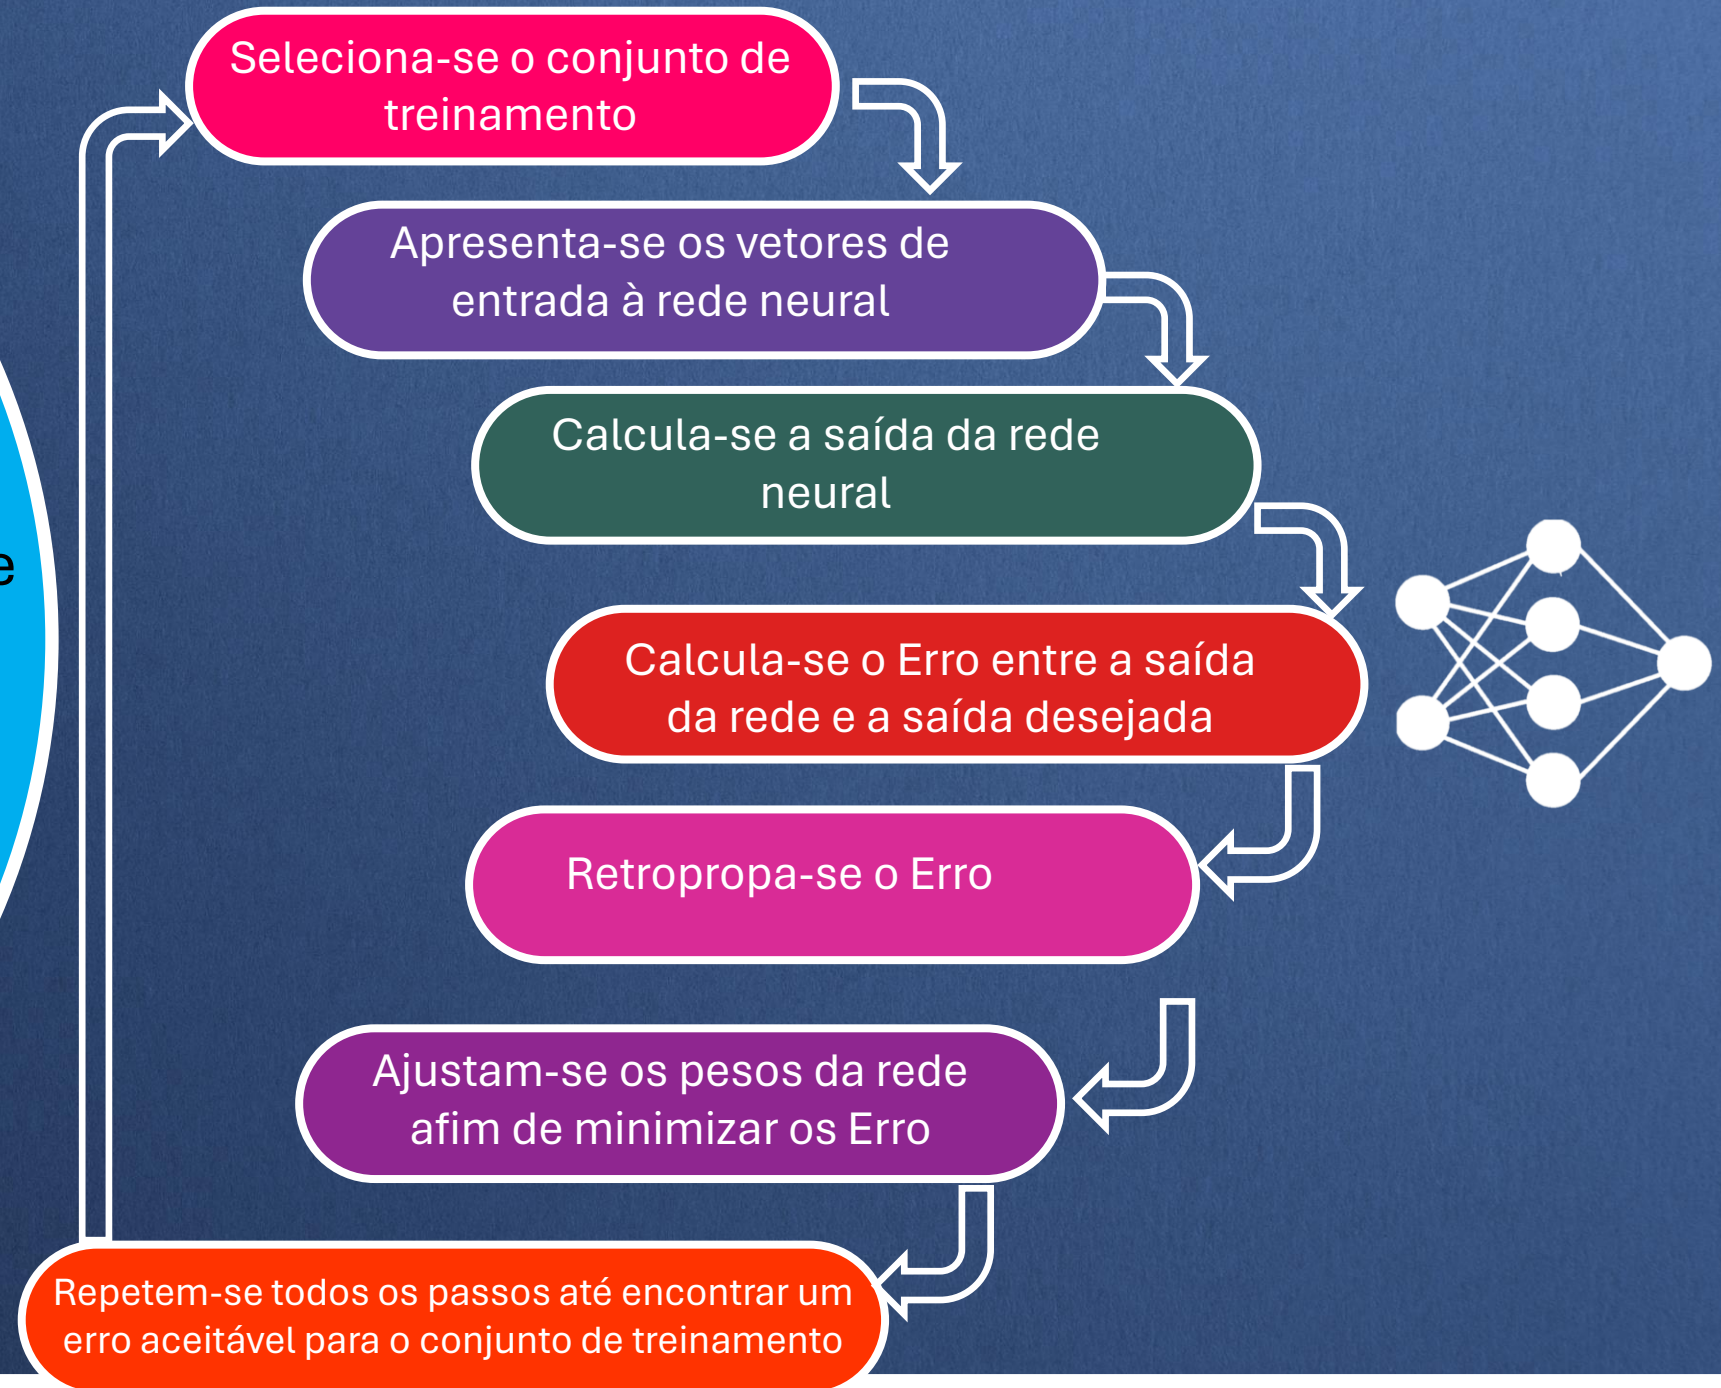 Seleciona-se o conjunto de
treinamento
Apresenta-se os vetores de
entrada à rede neural
Calcula-se a saída da rede
neural
Calcula-se o Erro entre a saída
da rede e a saída desejada
Retropropa-se o Erro
Ajustam-se os pesos da rede
afim de minimizar os Erro
Repetem-se todos os passos até encontrar um
erro aceitável para o conjunto de treinamento